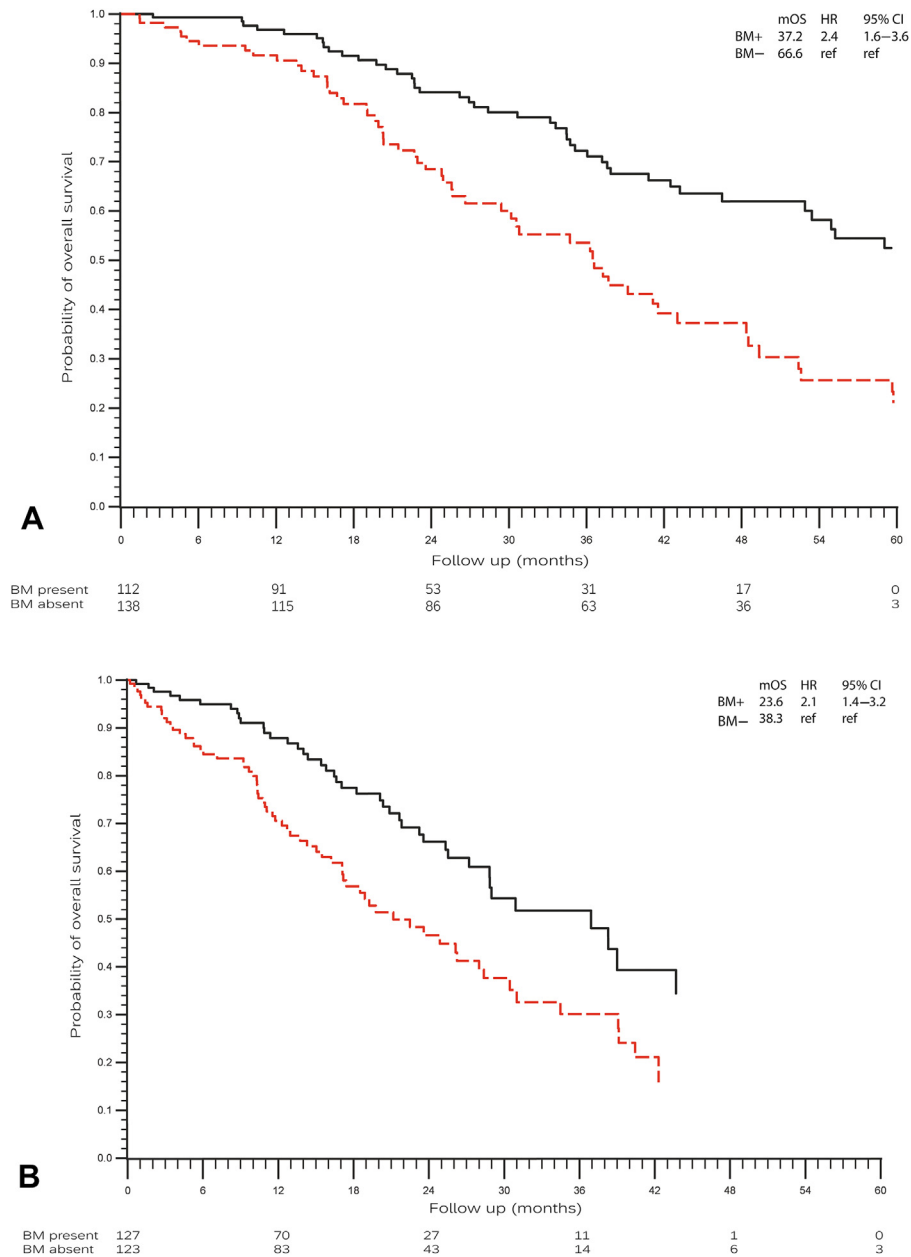 mOS HR 95% CI
BM+ 37.2 2.4 1.6–3.6
BM– 66.6 ref ref
Probability of overall survival
1.0
0.9
0.8
0.7
0.6
0.5
0.4
0.3
0.2
0.1
0.0
A
0 6 12 18 24 30 36 42 48 54 60
Follow up (months)
BM present 112 91 53 31 17 0
BM absent 138 115 86 63 36 3
mOS HR 95% CI
BM+ 23.6 2.1 1.4–3.2
BM– 38.3 ref ref
Probability of overall survival
1.0
0.9
0.8
0.7
0.6
0.5
0.4
0.3
0.2
0.1
0.0
B
0 6 12 18 24 30 36 42 48 54 60
Follow up (months)
BM present 127 70 27 11 1 0
BM absent 123 83 43 14 6 3